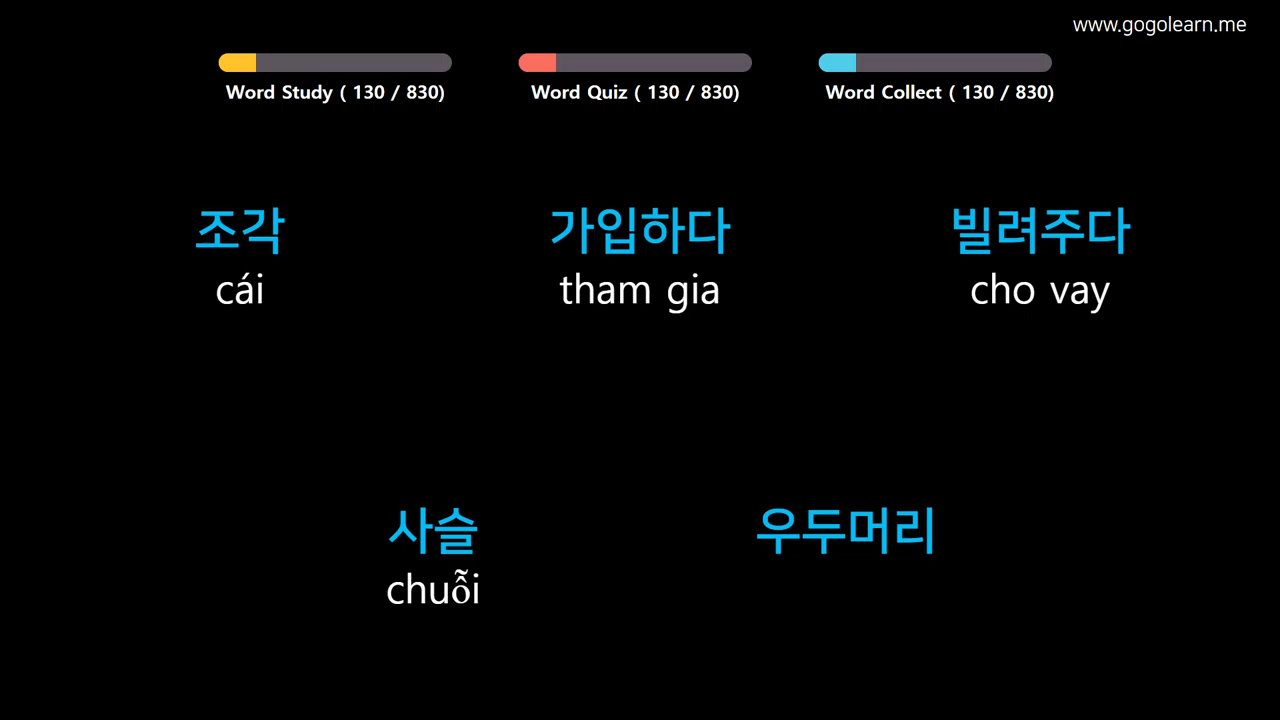 www.gogolearn.me
Word Study ( 130 / 830)
Word Quiz ( 130 / 830)
Word Collect ( 130 / 830)
조각
cái
가입하다
tham gia
빌려주다
cho vay
사슬
chuỗi
우두머리